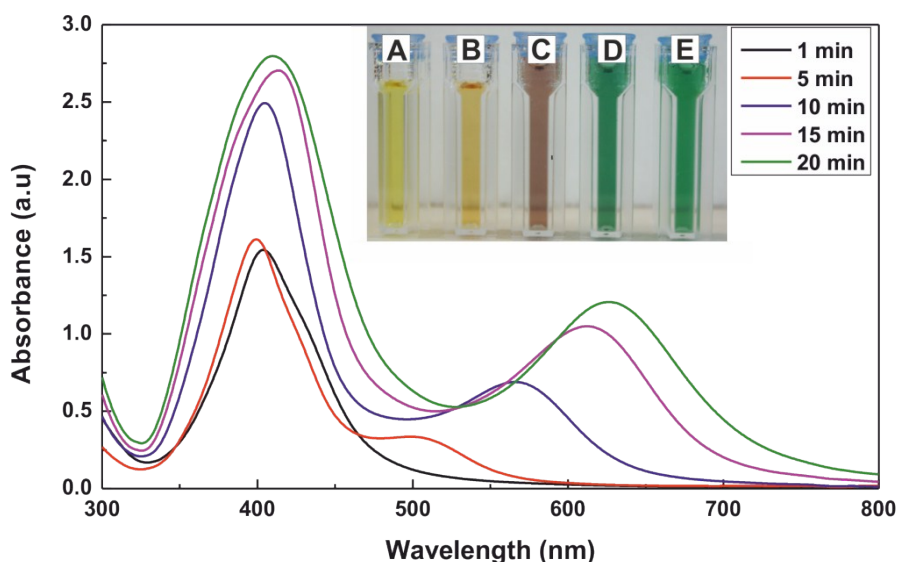 3.0
2.5
2.0
1.5
1.0
0.5
0.0
Absorbance (a.u)
A B C D E
1 min
5 min
10 min
15 min
20 min
300 400 500 600 700 800
Wavelength (nm)